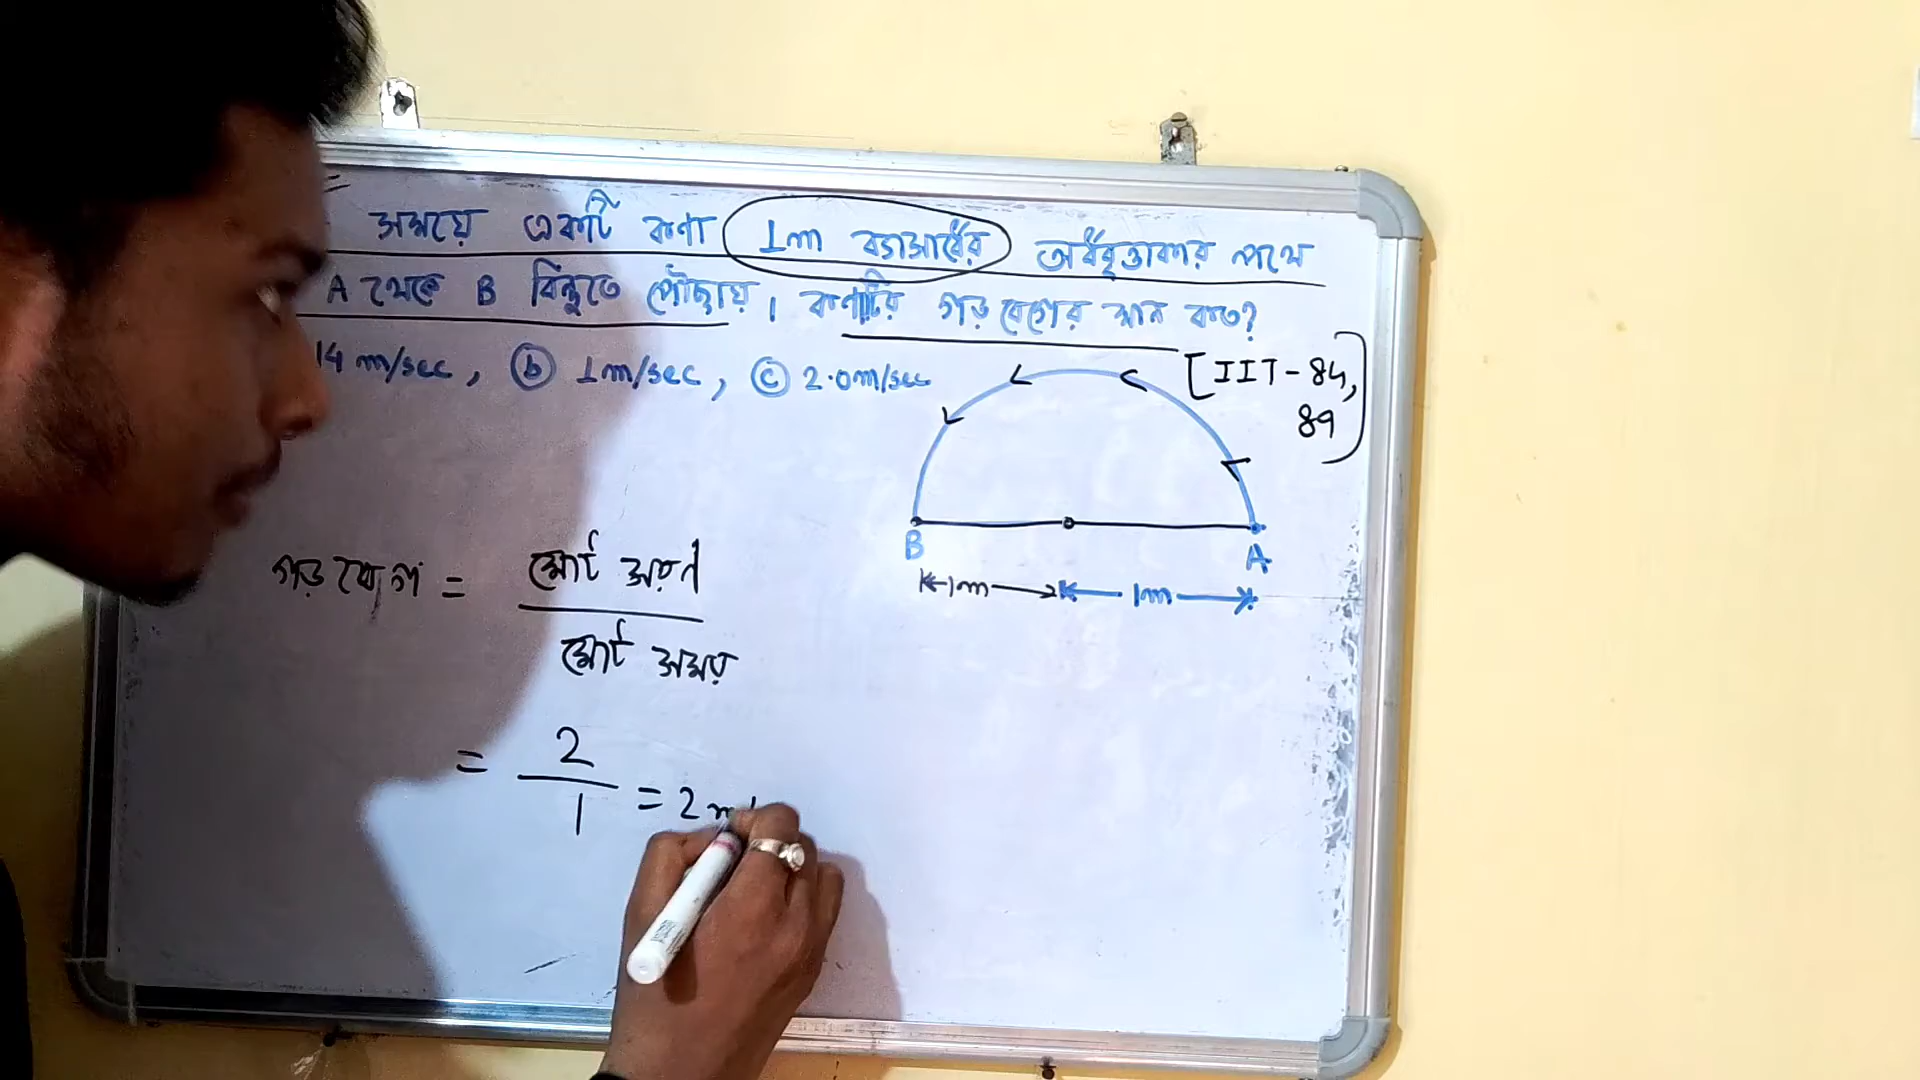 সময়ে একটি কণা 1m ব্যাসার্ধের অর্ধবৃত্তাকার পথে
A থেকে B বিন্দুতে পৌঁছায়। কণাটির গড় বেগের মান কত?
14 m/sec, ⓑ 1m/sec, ⓒ 2.0m/sec
[IIT-84,
89]
B A
1m 1m
গড় বেগ = মোট সরণ
মোট সময়
= 2
1 = 2 m/